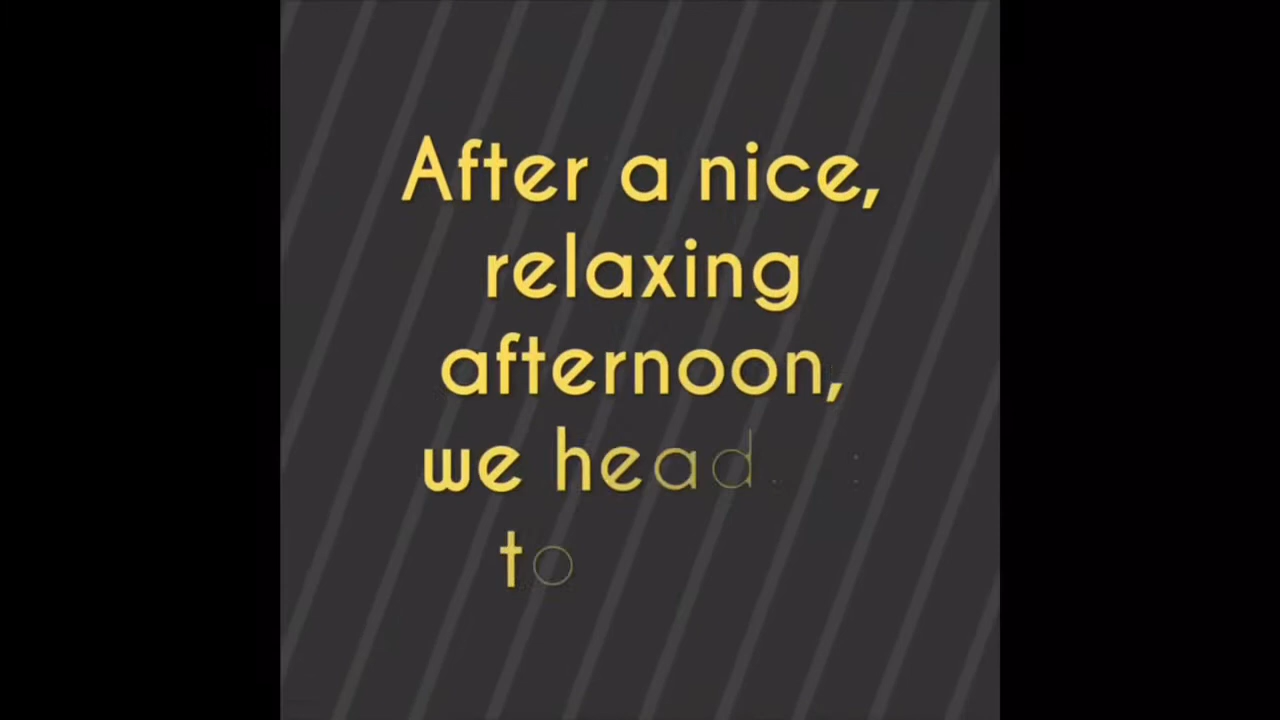 After a nice,
relaxing
afternoon,
we head
to